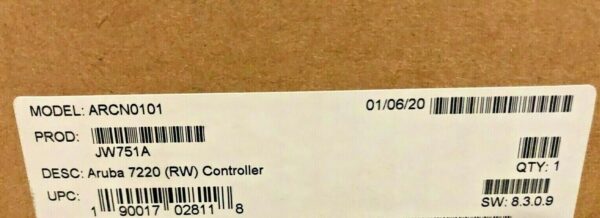 MODEL: ARCN0101 01/06/20
PROD:
JW751A
DESC: Aruba 7220 (RW) Controller
QTY: 1
UPC:
1 90017 02811 8
SW: 8.3.0.9